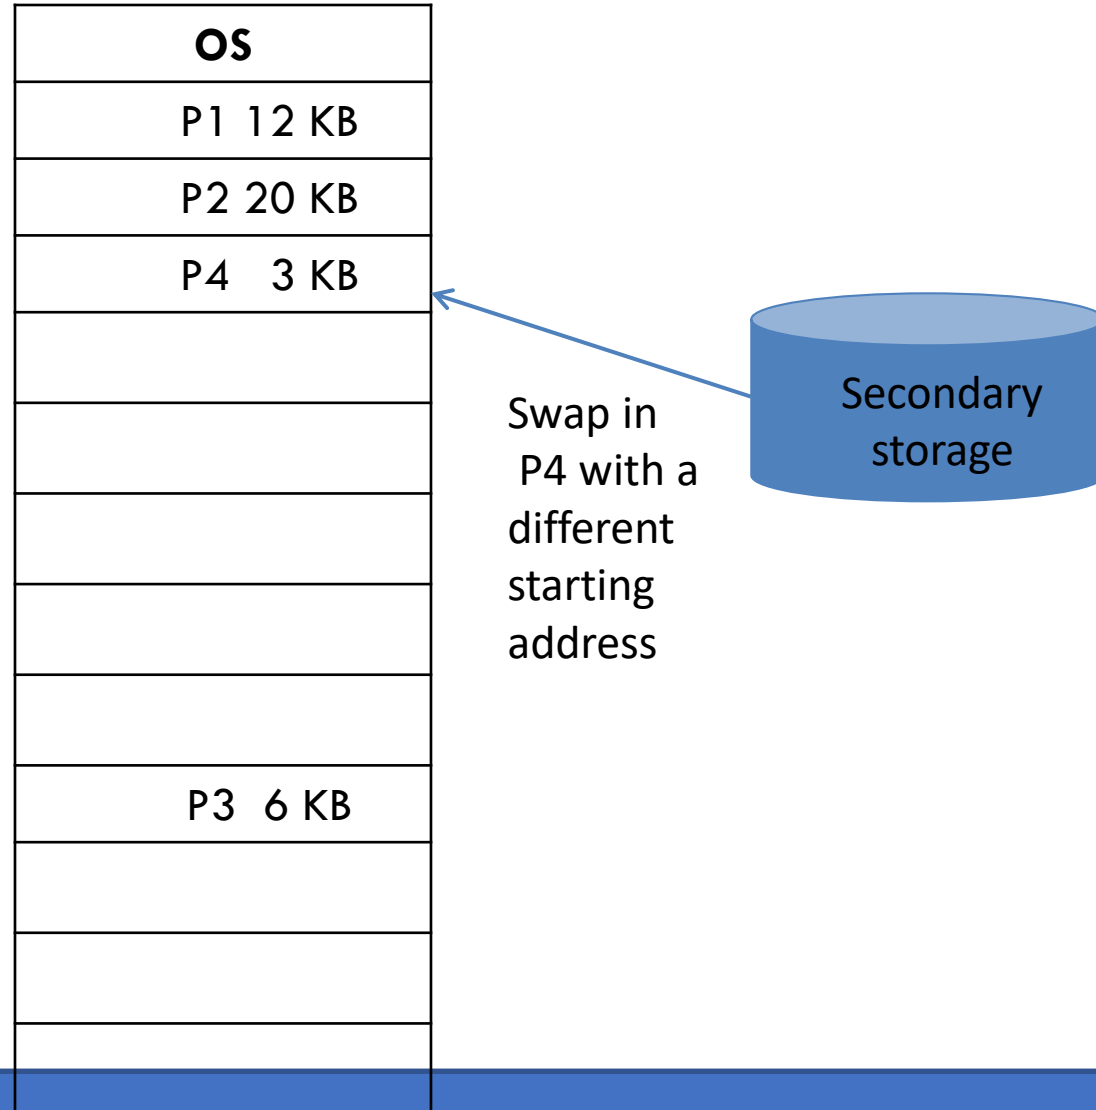 OS
P1 12 KB
P2 20 KB
P4 3 KB
Swap in
P4 with a
different
starting
address
Secondary
storage
P3 6 KB